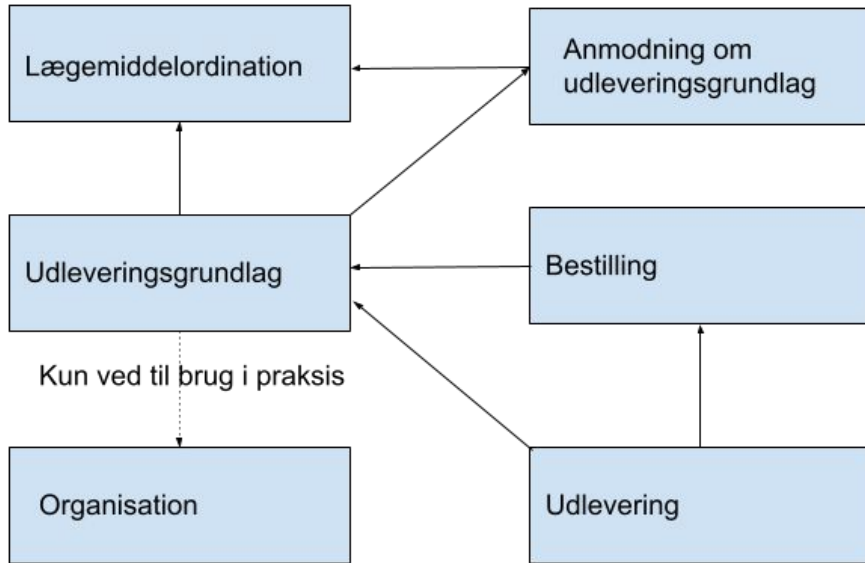 Lægemiddelordination
Anmodning om
udleveringsgrundlag
Udleveringsgrundlag
Bestilling
Kun ved til brug i praksis
Organisation
Udlevering